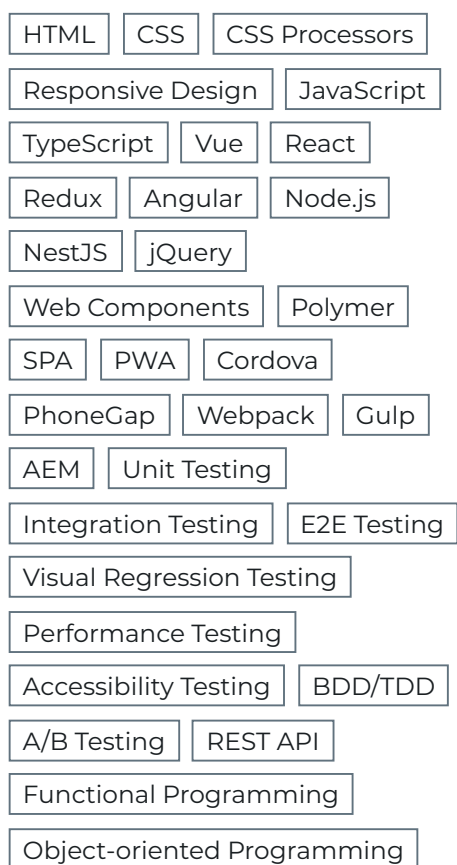 HTML CSS CSS Processors
Responsive Design JavaScript
TypeScript Vue React
Redux Angular Node.js
NestJS jQuery
Web Components Polymer
SPA PWA Cordova
PhoneGap Webpack Gulp
AEM Unit Testing
Integration Testing E2E Testing
Visual Regression Testing
Performance Testing
Accessibility Testing BDD/TDD
A/B Testing REST API
Functional Programming
Object-oriented Programming